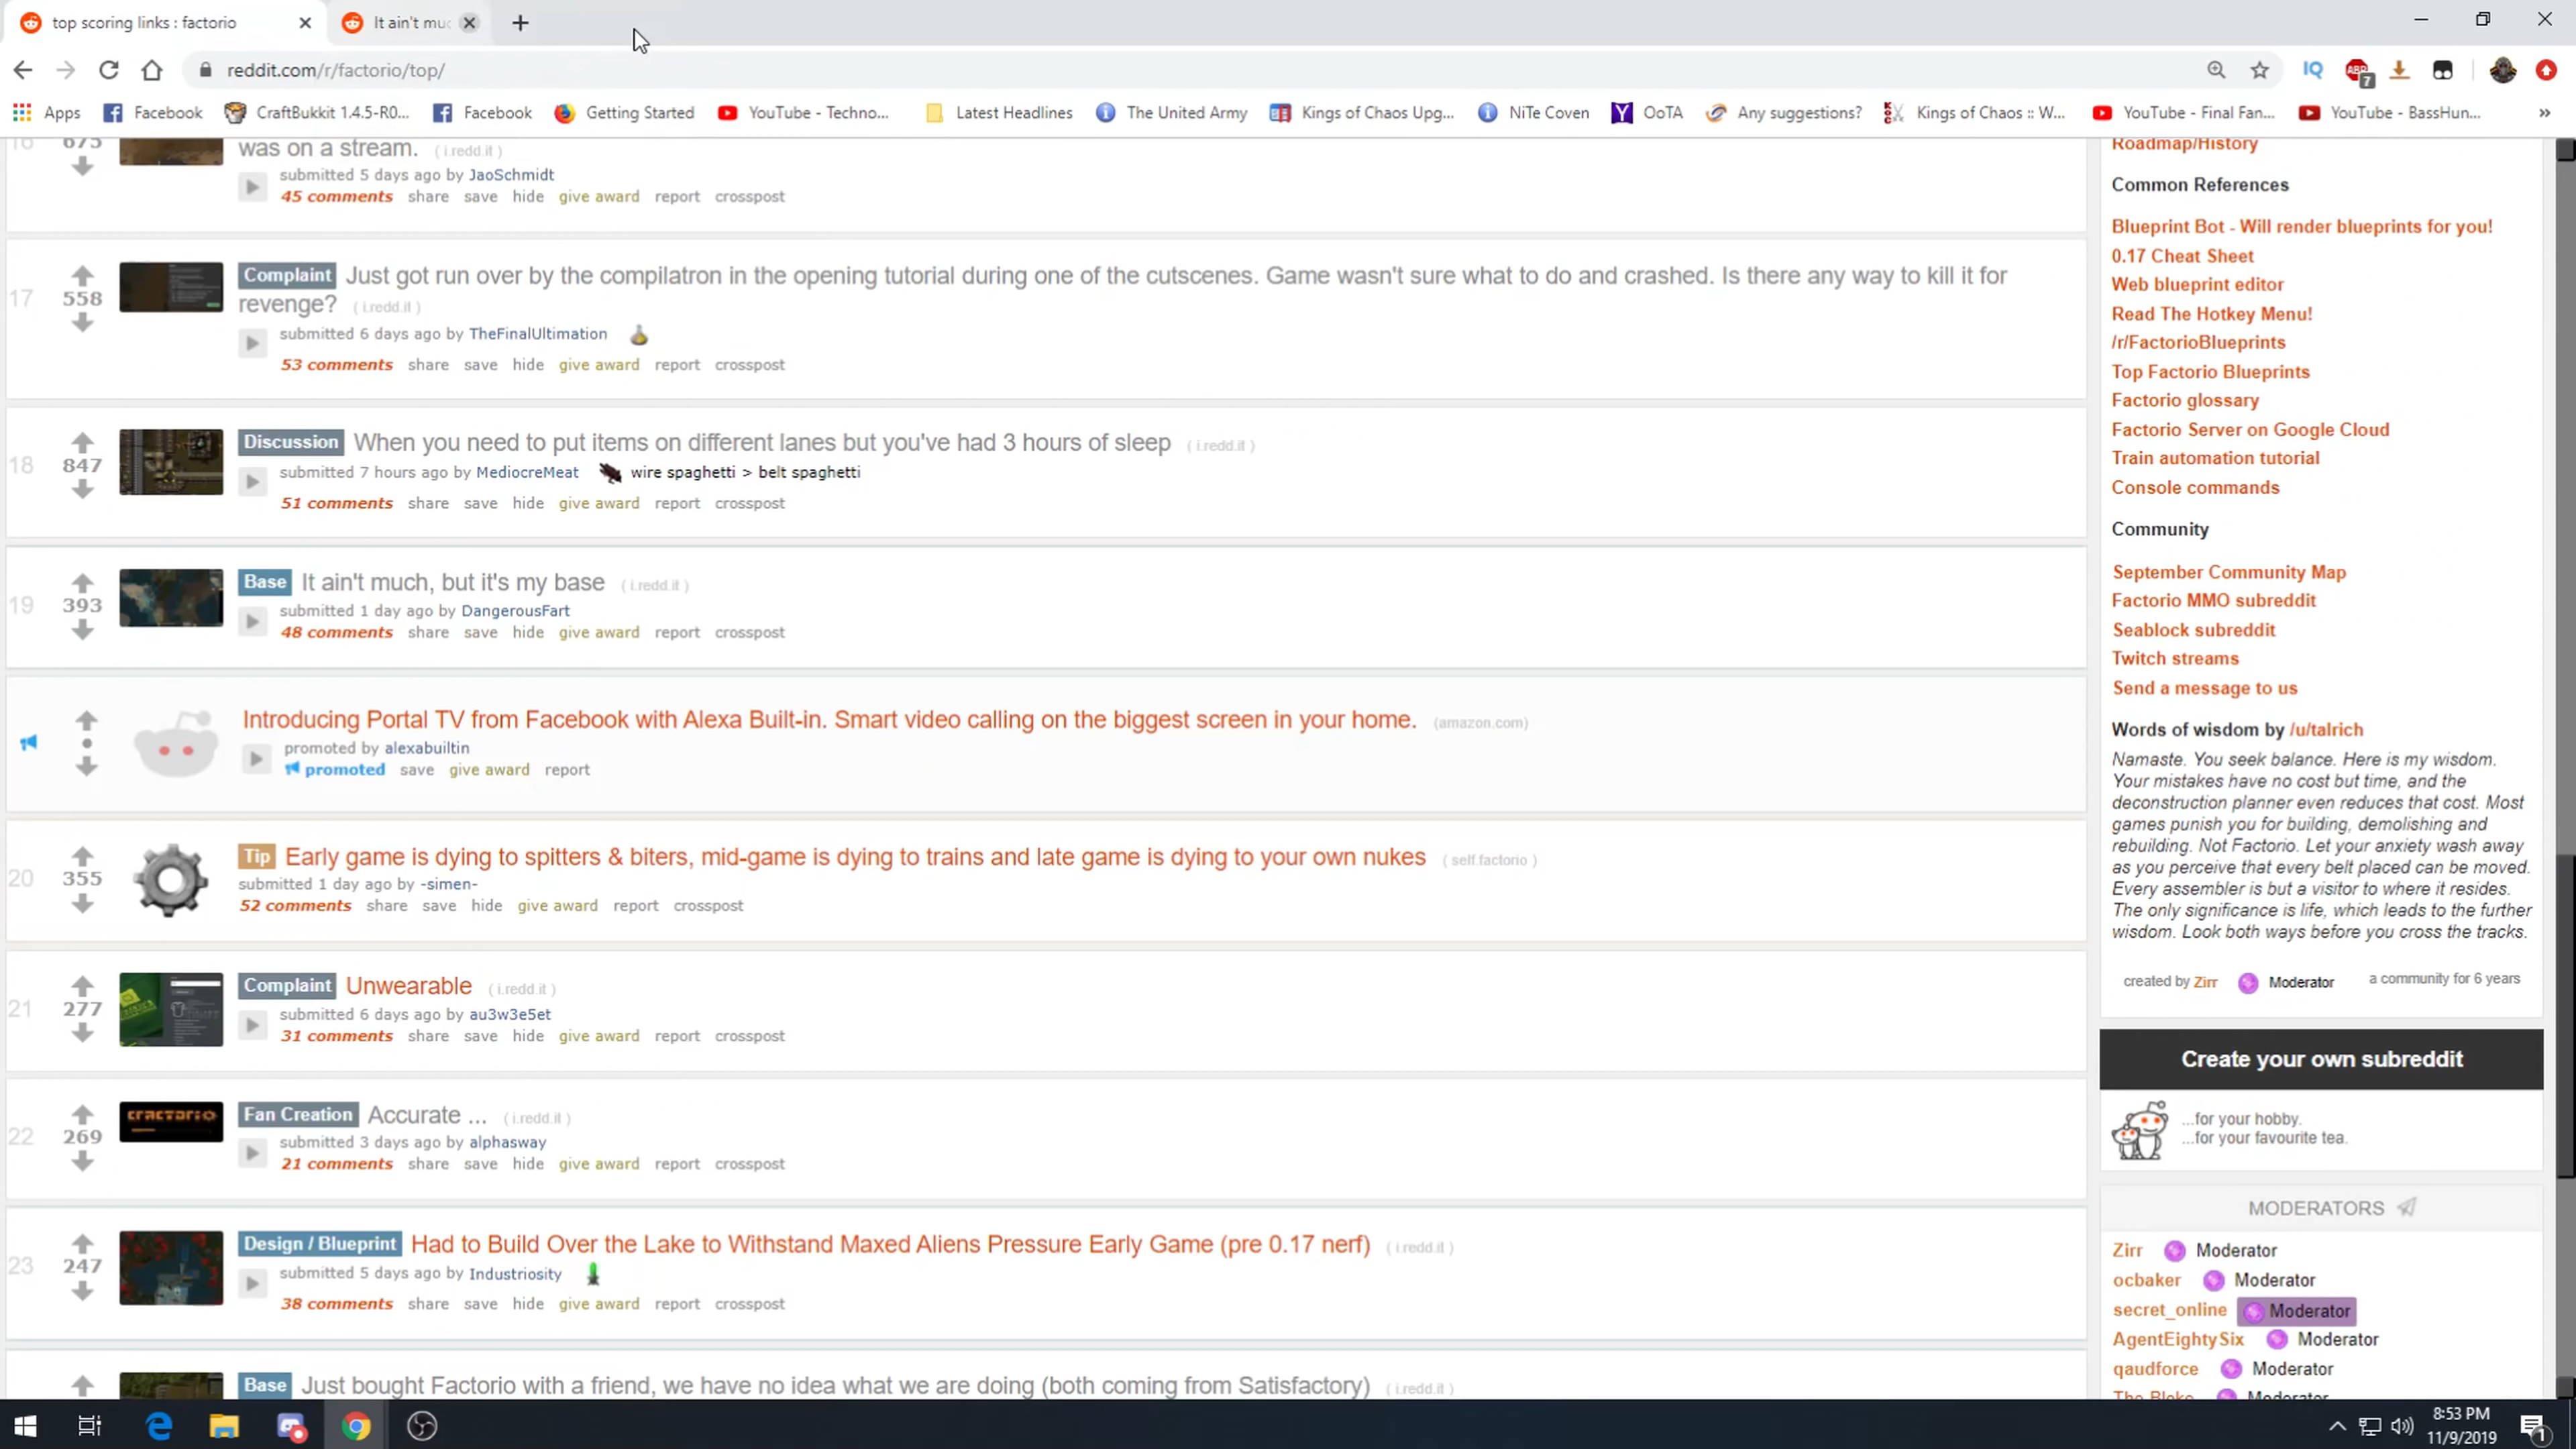 top scoring links : factorio
It ain't muc
reddit.com/r/factorio/top/
7
Apps Facebook CraftBukkit 1.4.5-R0... Facebook Getting Started YouTube - Techno... Latest Headlines The United Army Kings of Chaos Upg... NiTe Coven OoTA Any suggestions? Kings of Chaos :: W... YouTube - Final Fan... YouTube - BassHun... »
16 675 was on a stream. ( i.redd.it )
submitted 5 days ago by JaoSchmidt
45 comments share save hide give award report crosspost
17 558 Complaint Just got run over by the compilatron in the opening tutorial during one of the cutscenes. Game wasn't sure what to do and crashed. Is there any way to kill it for
revenge? ( i.redd.it )
submitted 6 days ago by TheFinalUltimation
53 comments share save hide give award report crosspost
18 847 Discussion When you need to put items on different lanes but you've had 3 hours of sleep ( i.redd.it )
submitted 7 hours ago by MediocreMeat wire spaghetti > belt spaghetti
51 comments share save hide give award report crosspost
19 393 Base It ain't much, but it's my base ( i.redd.it )
submitted 1 day ago by DangerousFart
48 comments share save hide give award report crosspost
Introducing Portal TV from Facebook with Alexa Built-in. Smart video calling on the biggest screen in your home. (amazon.com)
promoted by alexabuiltin
promoted save give award report
20 355 Tip Early game is dying to spitters & biters, mid-game is dying to trains and late game is dying to your own nukes ( self.factorio )
submitted 1 day ago by -simen-
52 comments share save hide give award report crosspost
21 277 Complaint Unwearable ( i.redd.it )
submitted 6 days ago by au3w3e5et
31 comments share save hide give award report crosspost
22 269 Fan Creation Accurate ... ( i.redd.it )
submitted 3 days ago by alphasway
21 comments share save hide give award report crosspost
23 247 Design / Blueprint Had to Build Over the Lake to Withstand Maxed Aliens Pressure Early Game (pre 0.17 nerf) ( i.redd.it )
submitted 5 days ago by Industriosity
38 comments share save hide give award report crosspost
Base Just bought Factorio with a friend, we have no idea what we are doing (both coming from Satisfactory) ( i.redd.it )
Roadmap/History
Common References
Blueprint Bot - Will render blueprints for you!
0.17 Cheat Sheet
Web blueprint editor
Read The Hotkey Menu!
/r/FactorioBlueprints
Top Factorio Blueprints
Factorio glossary
Factorio Server on Google Cloud
Train automation tutorial
Console commands
Community
September Community Map
Factorio MMO subreddit
Seablock subreddit
Twitch streams
Send a message to us
Words of wisdom by /u/talrich
Namaste. You seek balance. Here is my wisdom.
Your mistakes have no cost but time, and the
deconstruction planner even reduces that cost. Most
games punish you for building, demolishing and
rebuilding. Not Factorio. Let your anxiety wash away
as you perceive that every belt placed can be moved.
Every assembler is but a visitor to where it resides.
The only significance is life, which leads to the further
wisdom. Look both ways before you cross the tracks.
created by Zirr Moderator a community for 6 years
Create your own subreddit
...for your hobby.
...for your favourite tea.
MODERATORS
Zirr Moderator
ocbaker Moderator
secret_online Moderator
AgentEightySix Moderator
qaudforce Moderator
The Bloke Moderator
8:53 PM
11/9/2019
1